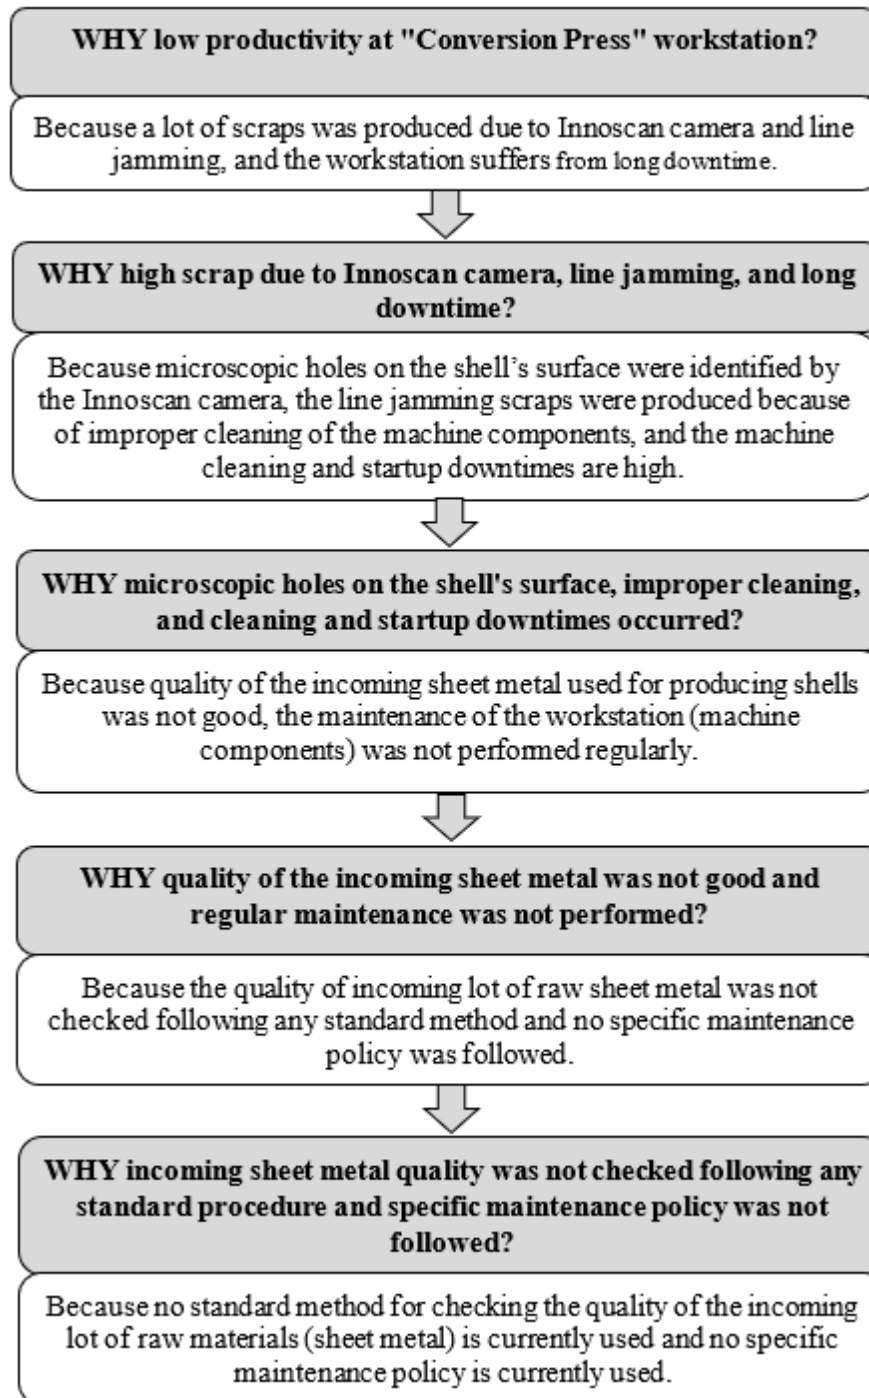 WHY low productivity at "Conversion Press" workstation?
Because a lot of scraps was produced due to Innoscan camera and line
jamming, and the workstation suffers from long downtime.
WHY high scrap due to Innoscan camera, line jamming, and long
downtime?
Because microscopic holes on the shell’s surface were identified by
the Innoscan camera, the line jamming scraps were produced because
of improper cleaning of the machine components, and the machine
cleaning and startup downtimes are high.
WHY microscopic holes on the shell's surface, improper cleaning,
and cleaning and startup downtimes occurred?
Because quality of the incoming sheet metal used for producing shells
was not good, the maintenance of the workstation (machine
components) was not performed regularly.
WHY quality of the incoming sheet metal was not good and
regular maintenance was not performed?
Because the quality of incoming lot of raw sheet metal was not
checked following any standard method and no specific maintenance
policy was followed.
WHY incoming sheet metal quality was not checked following any
standard procedure and specific maintenance policy was not
followed?
Because no standard method for checking the quality of the incoming
lot of raw materials (sheet metal) is currently used and no specific
maintenance policy is currently used.